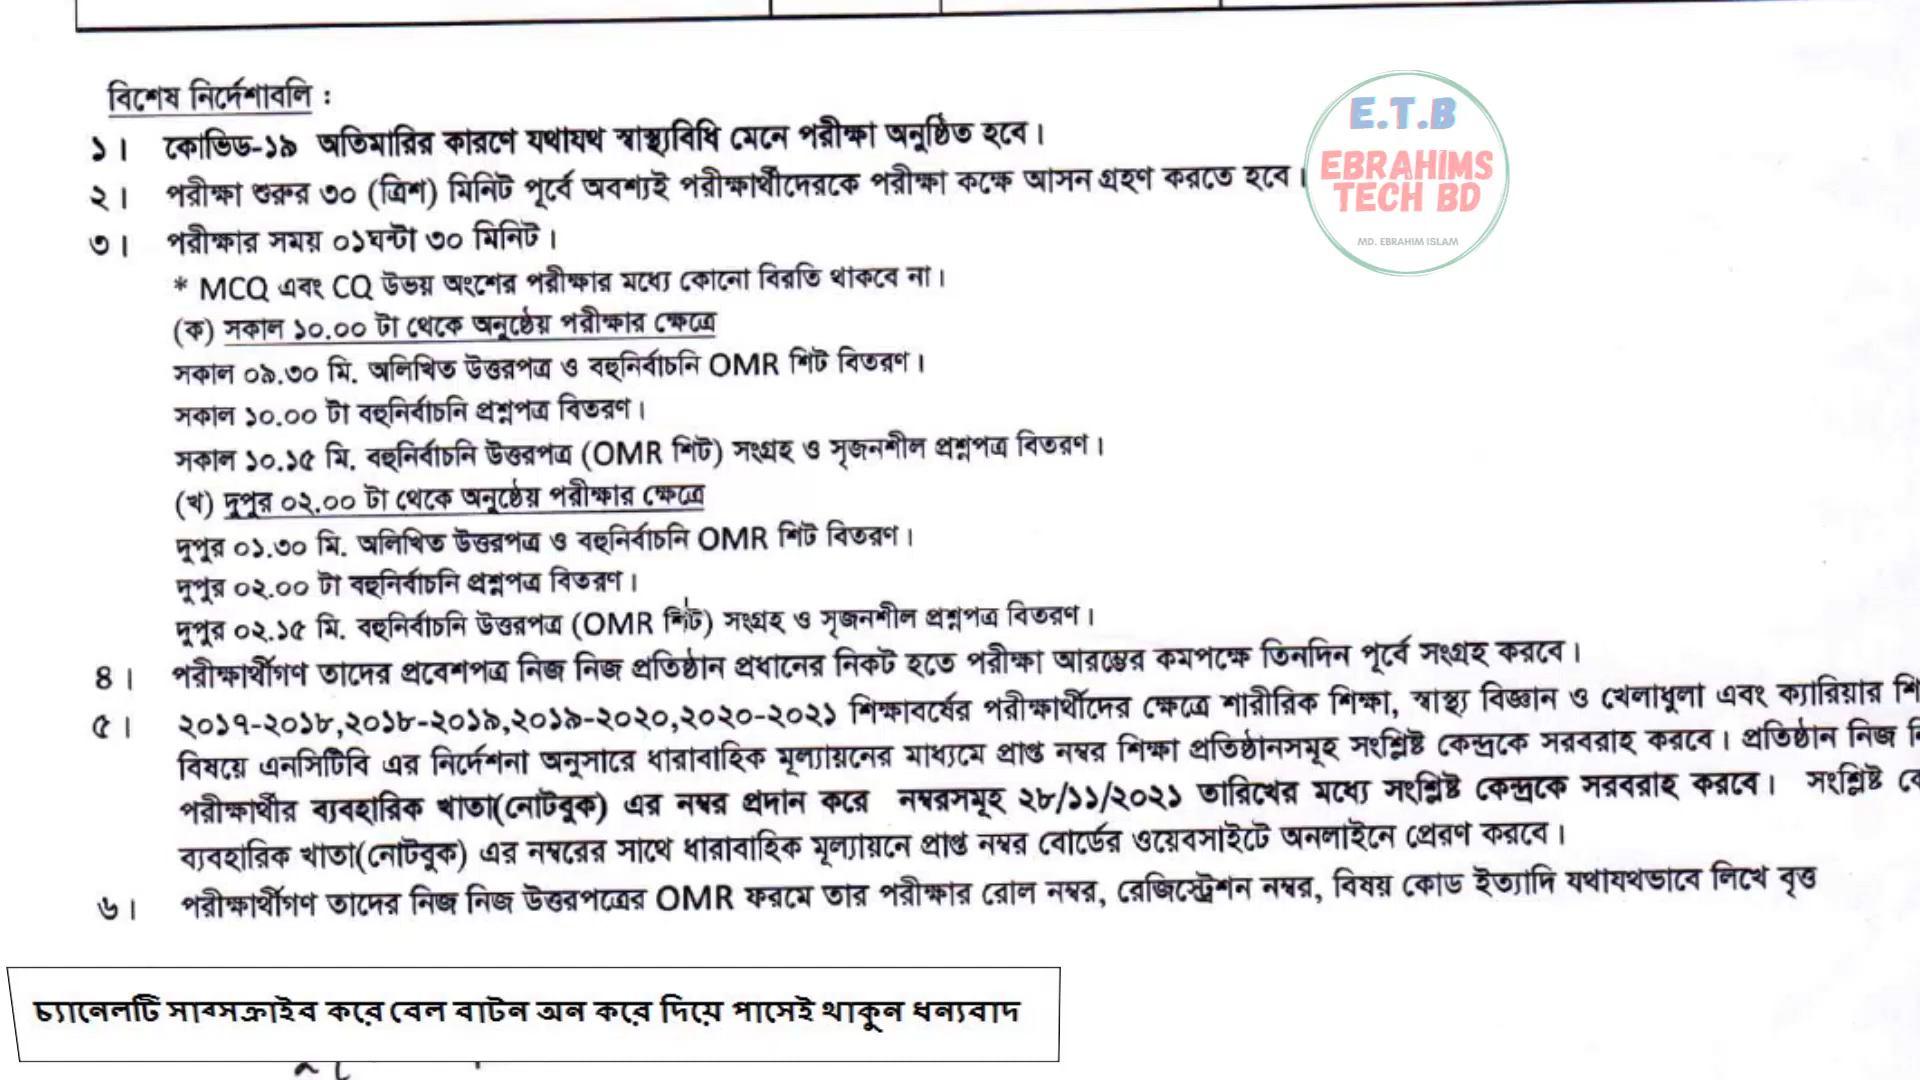 বিশেষ নির্দেশাবলি :
১। কোভিড-১৯ অতিমারির কারণে যথাযথ স্বাস্থ্যবিধি মেনে পরীক্ষা অনুষ্ঠিত হবে।
২। পরীক্ষা শুরুর ৩০ (ত্রিশ) মিনিট পূর্বে অবশ্যই পরীক্ষার্থীদেরকে পরীক্ষা কক্ষে আসন গ্রহণ করতে হবে।
৩। পরীক্ষার সময় ০১ঘন্টা ৩০ মিনিট।
* MCQ এবং CQ উভয় অংশের পরীক্ষার মধ্যে কোনো বিরতি থাকবে না।
(ক) সকাল ১০.০০ টা থেকে অনুষ্ঠেয় পরীক্ষার ক্ষেত্রে
সকাল ০৯.৩০ মি. অলিখিত উত্তরপত্র ও বহুনির্বাচনি OMR শিট বিতরণ।
সকাল ১০.০০ টা বহুনির্বাচনি প্রশ্নপত্র বিতরণ।
সকাল ১০.১৫ মি. বহুনির্বাচনি উত্তরপত্র (OMR শিট) সংগ্রহ ও সৃজনশীল প্রশ্নপত্র বিতরণ।
(খ) দুপুর ০২.০০ টা থেকে অনুষ্ঠেয় পরীক্ষার ক্ষেত্রে
দুপুর ০১.৩০ মি. অলিখিত উত্তরপত্র ও বহুনির্বাচনি OMR শিট বিতরণ।
দুপুর ০২.০০ টা বহুনির্বাচনি প্রশ্নপত্র বিতরণ।
দুপুর ০২.১৫ মি. বহুনির্বাচনি উত্তরপত্র (OMR শিট) সংগ্রহ ও সৃজনশীল প্রশ্নপত্র বিতরণ।
৪। পরীক্ষার্থীগণ তাদের প্রবেশপত্র নিজ নিজ প্রতিষ্ঠান প্রধানের নিকট হতে পরীক্ষা আরম্ভের কমপক্ষে তিনদিন পূর্বে সংগ্রহ করবে।
৫। ২০১৭-২০১৮,২০১৮-২০১৯,২০১৯-২০২০,২০২০-২০২১ শিক্ষাবর্ষের পরীক্ষার্থীদের ক্ষেত্রে শারীরিক শিক্ষা, স্বাস্থ্য বিজ্ঞান ও খেলাধুলা এবং ক্যারিয়ার
বিষয়ে এনসিটিবি এর নির্দেশনা অনুসারে ধারাবাহিক মূল্যায়নের মাধ্যমে প্রাপ্ত নম্বর শিক্ষা প্রতিষ্ঠানসমূহ সংশ্লিষ্ট কেন্দ্রকে সরবরাহ করবে। প্রতিষ্ঠান নিজ
পরীক্ষার্থীর ব্যবহারিক খাতা(নোটবুক) এর নম্বর প্রদান করে নম্বরসমূহ ২৮/১১/২০২১ তারিখের মধ্যে সংশ্লিষ্ট কেন্দ্রকে সরবরাহ করবে। সংশ্লিষ্ট
ব্যবহারিক খাতা(নোটবুক) এর নম্বরের সাথে ধারাবাহিক মূল্যায়নে প্রাপ্ত নম্বর বোর্ডের ওয়েবসাইটে অনলাইনে প্রেরণ করবে।
৬। পরীক্ষার্থীগণ তাদের নিজ নিজ উত্তরপত্রের OMR ফরমে তার পরীক্ষার রোল নম্বর, রেজিস্ট্রেশন নম্বর, বিষয় কোড ইত্যাদি যথাযথভাবে লিখে বৃত্ত
E.T.B
EBRAHIMS
TECH BD
MD. EBRAHIM ISLAM
চ্যানেলটি সাবসক্রাইব করে বেল বাটন অন করে দিয়ে পাসেই থাকুন ধন্যবাদ